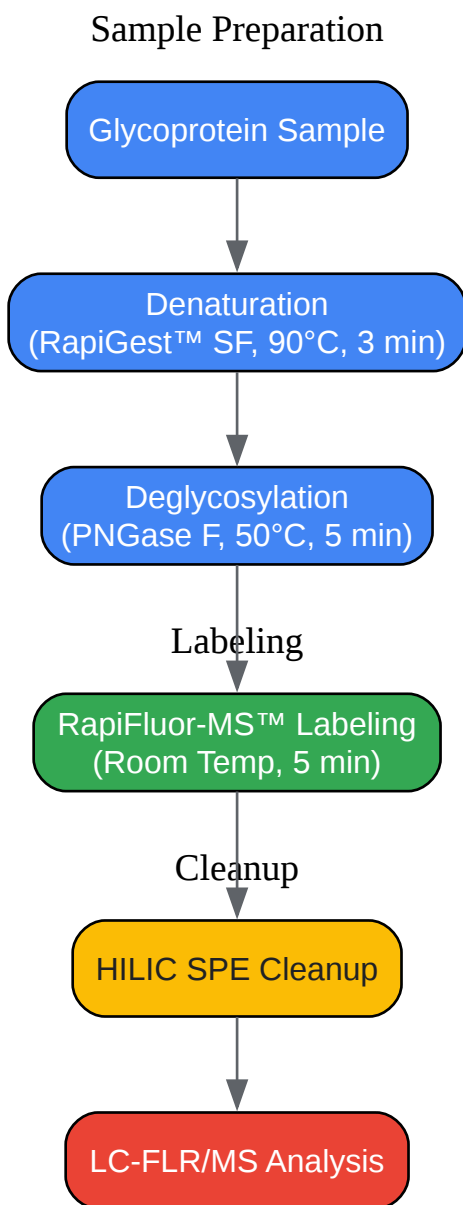 Sample Preparation
Glycoprotein Sample
Denaturation
(RapiGest™ SF, 90°C, 3 min)
Deglycosylation
(PNGase F, 50°C, 5 min)
Labeling
RapiFluor-MS™ Labeling
(Room Temp, 5 min)
Cleanup
HILIC SPE Cleanup
LC-FLR/MS Analysis